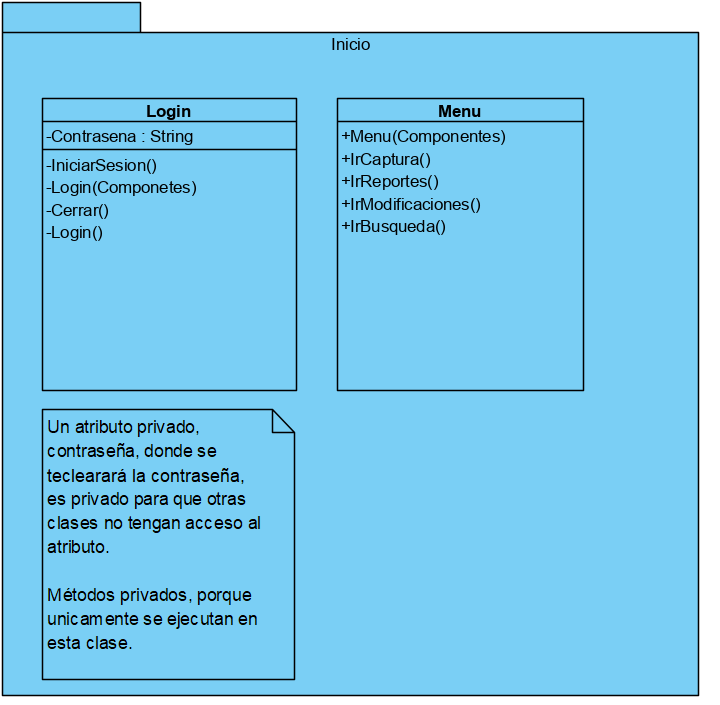 Inicio
Login
-Contrasena : String
-IniciarSesion()
-Login(Componetes)
-Cerrar()
-Login()
Menu
+Menu(Componentes)
+IrCaptura()
+IrReportes()
+IrModificaciones()
+IrBusqueda()
Un atributo privado,
contraseña, donde se
teclearará la contraseña,
es privado para que otras
clases no tengan acceso al
atributo.
Métodos privados, porque
unicamente se ejecutan en
esta clase.